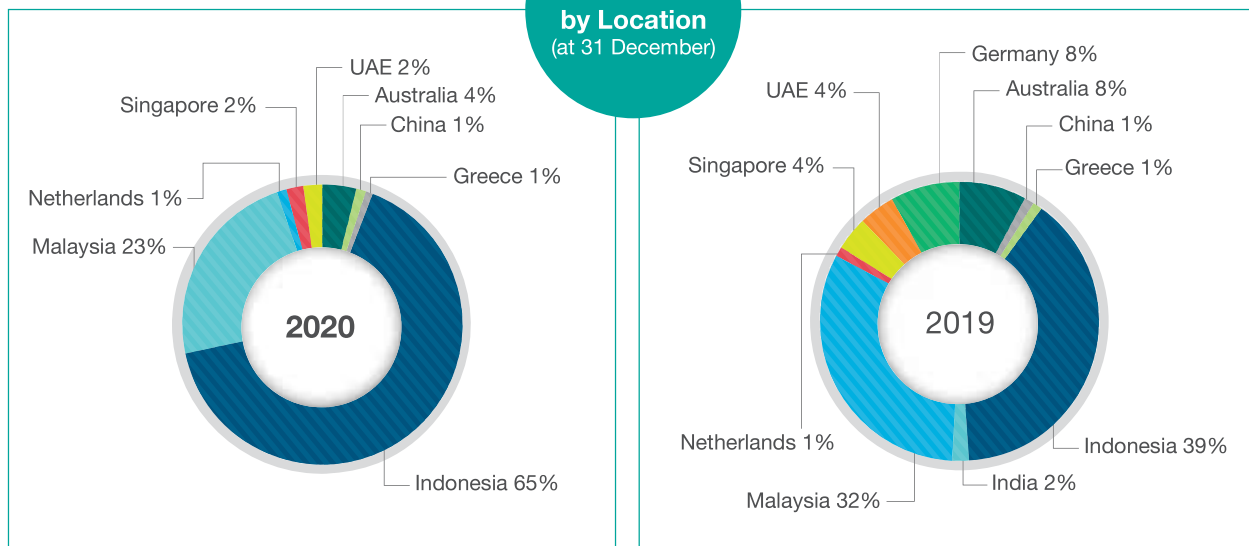 by Location
(at 31 December)
UAE 2%
Singapore 2%
Australia 4%
China 1%
Greece 1%
Netherlands 1%
Malaysia 23%
2020
Indonesia 65%
Germany 8%
UAE 4%
Australia 8%
China 1%
Singapore 4%
Greece 1%
2019
Netherlands 1%
Indonesia 39%
India 2%
Malaysia 32%